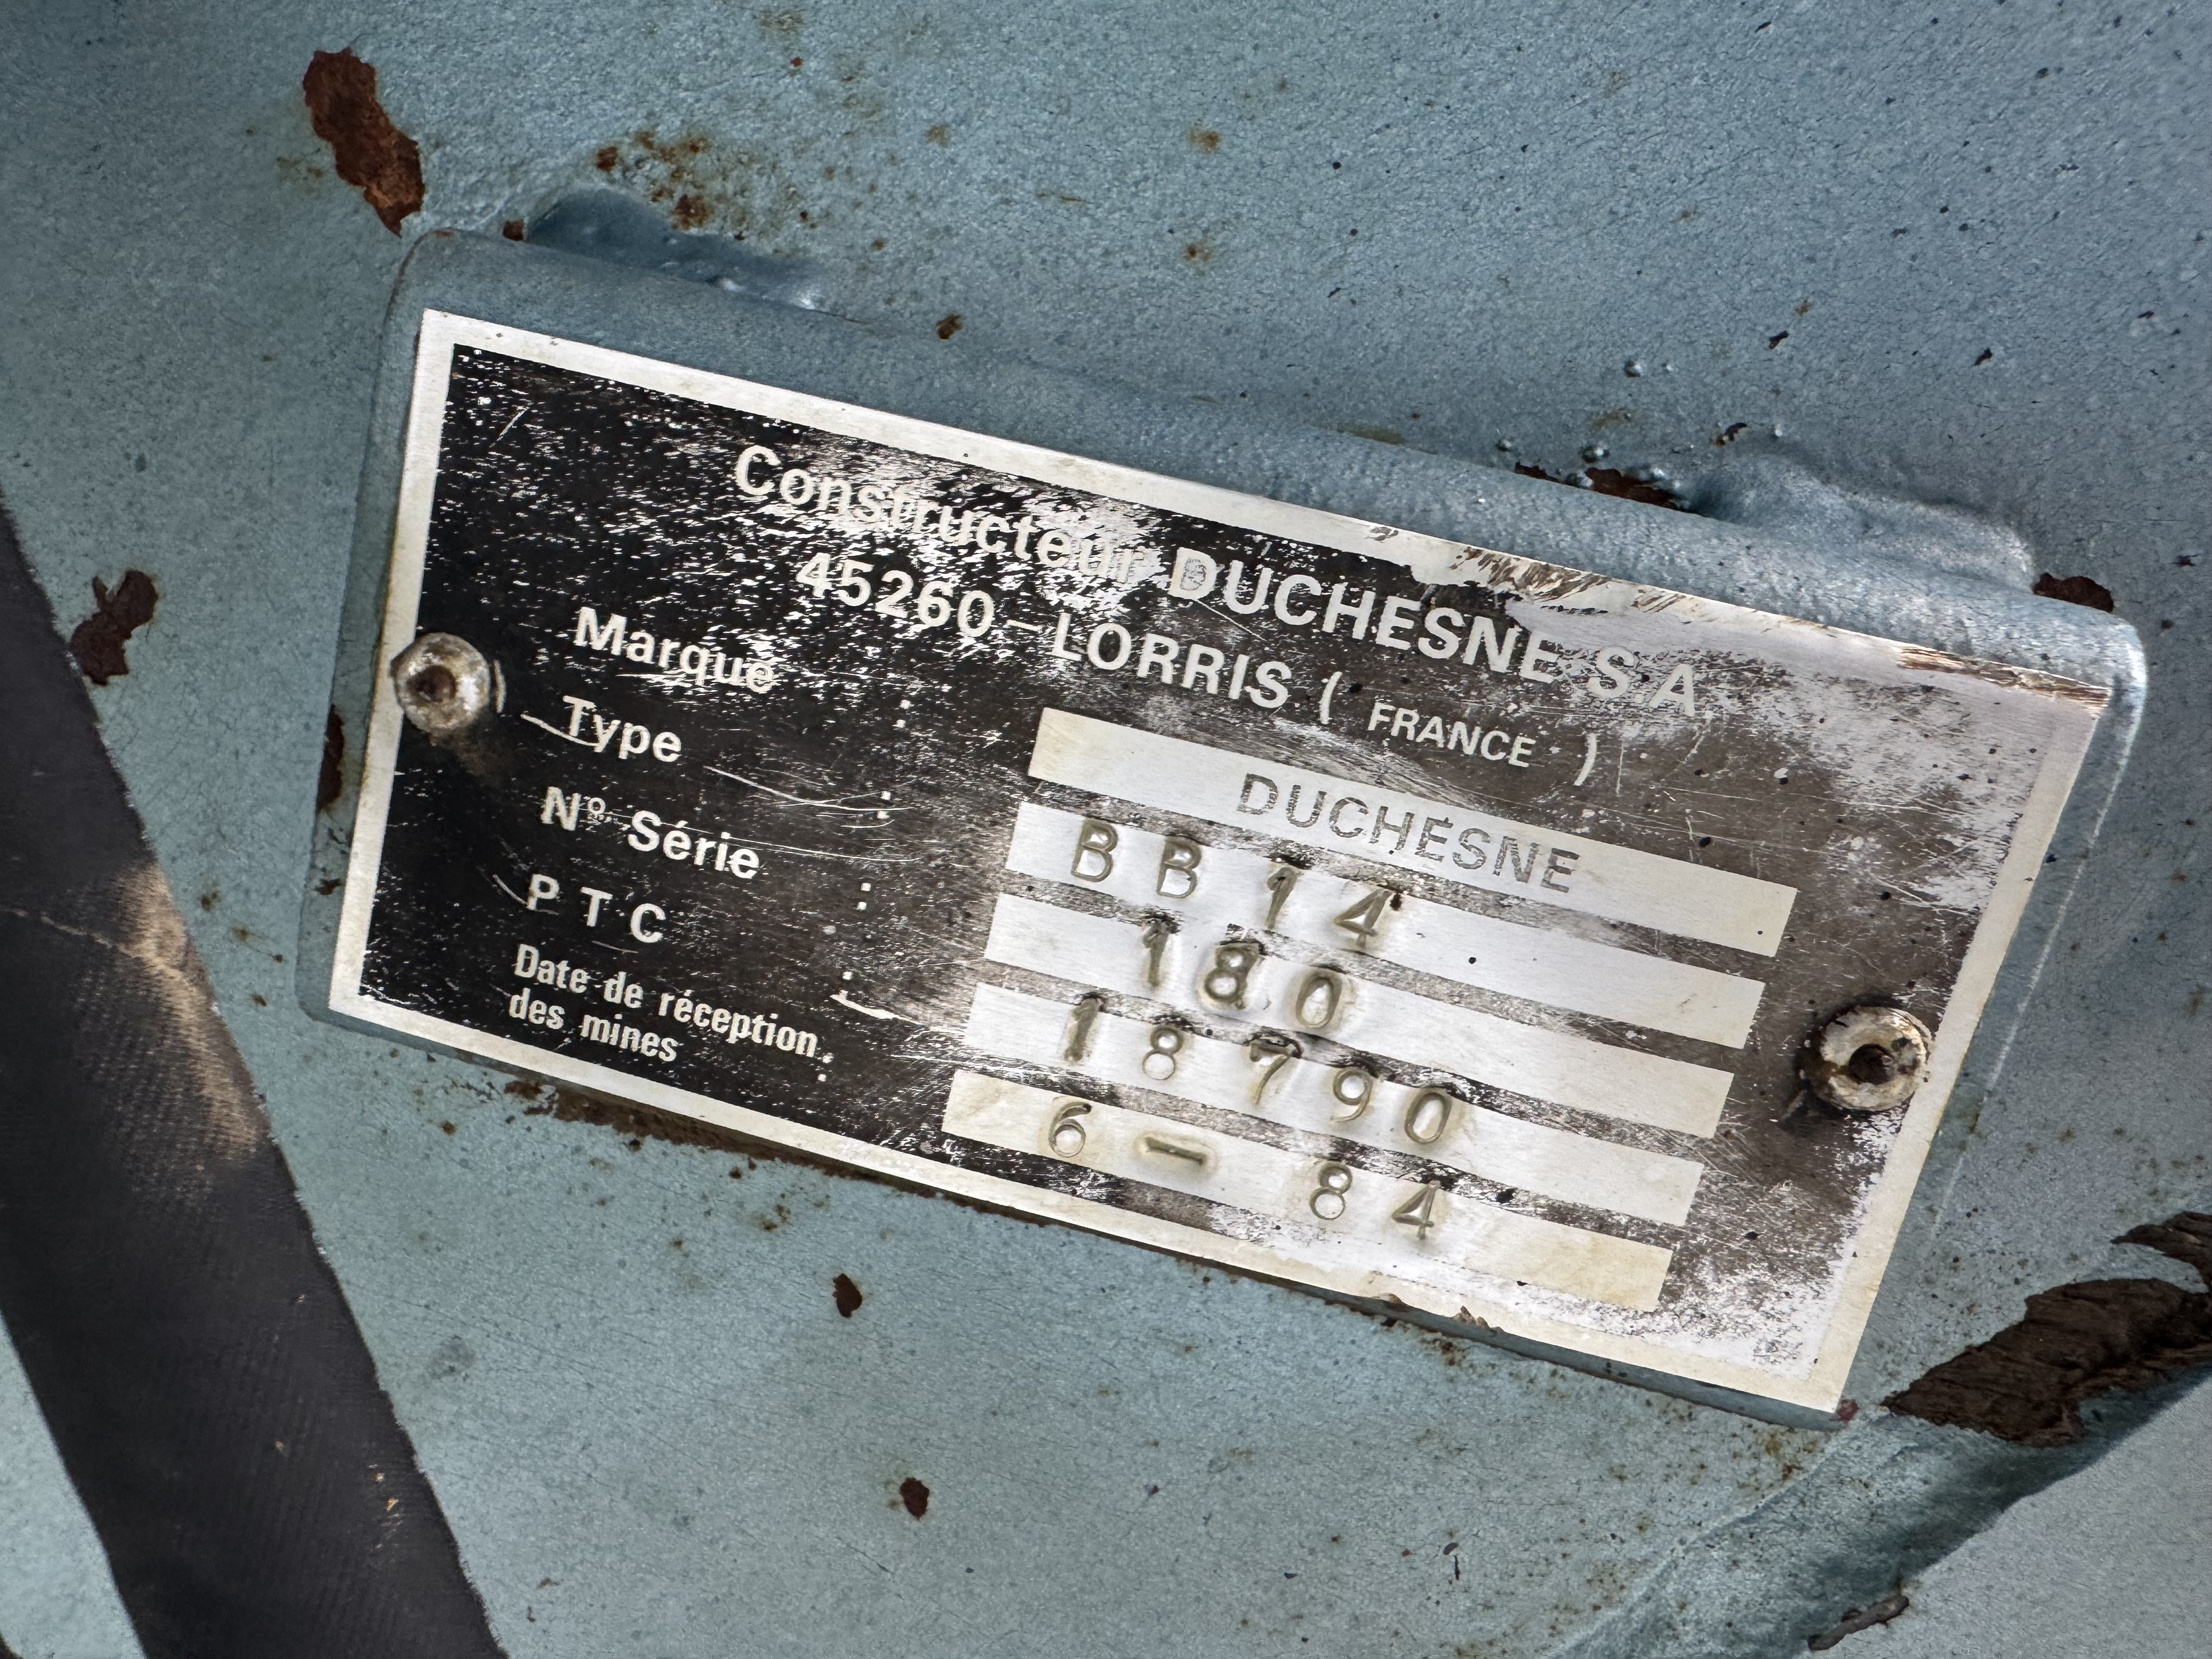 Constructeur DUCHESNE S A
45260-LORRIS ( FRANCE )
Marque : DUCHESNE
Type : BB14
N° Série : 180
P T C : 18790
Date de réception
des mines : 6-84